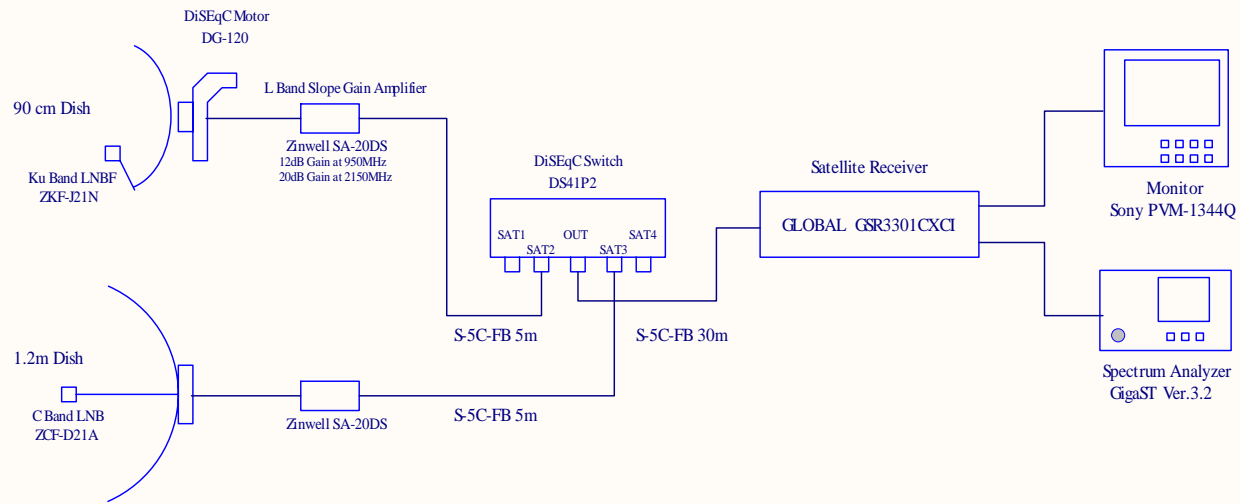 DiSEqC Motor
DG-120
90 cm Dish
L Band Slope Gain Amplifier
Zinwell SA-20DS
12dB Gain at 950MHz
20dB Gain at 2150MHz
Ku Band LNBF
ZKF-J21N
DiSEqC Switch
DS41P2
SAT1
SAT2
OUT
SAT3
SAT4
Satellite Receiver
GLOBAL GSR3301CXCI
Monitor
Sony PVM-1344Q
S-5C-FB 5m
S-5C-FB 30m
1.2m Dish
C Band LNB
ZCF-D21A
Zinwell SA-20DS
S-5C-FB 5m
Spectrum Analyzer
GigaST Ver.3.2